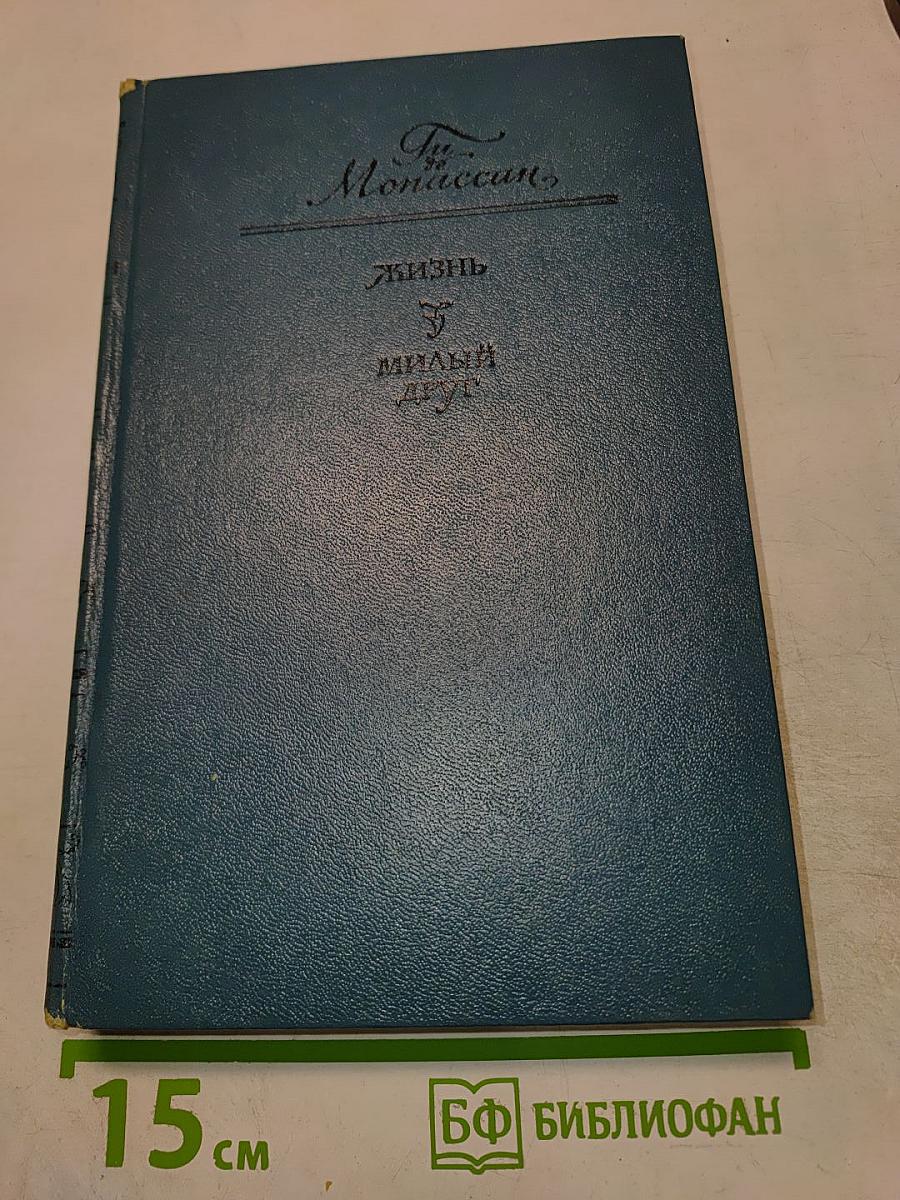 Ги
де
Мопассан
ЖИЗНЬ
МИЛЫЙ
ДРУГ
15 см
БФ БИБЛИОФАН